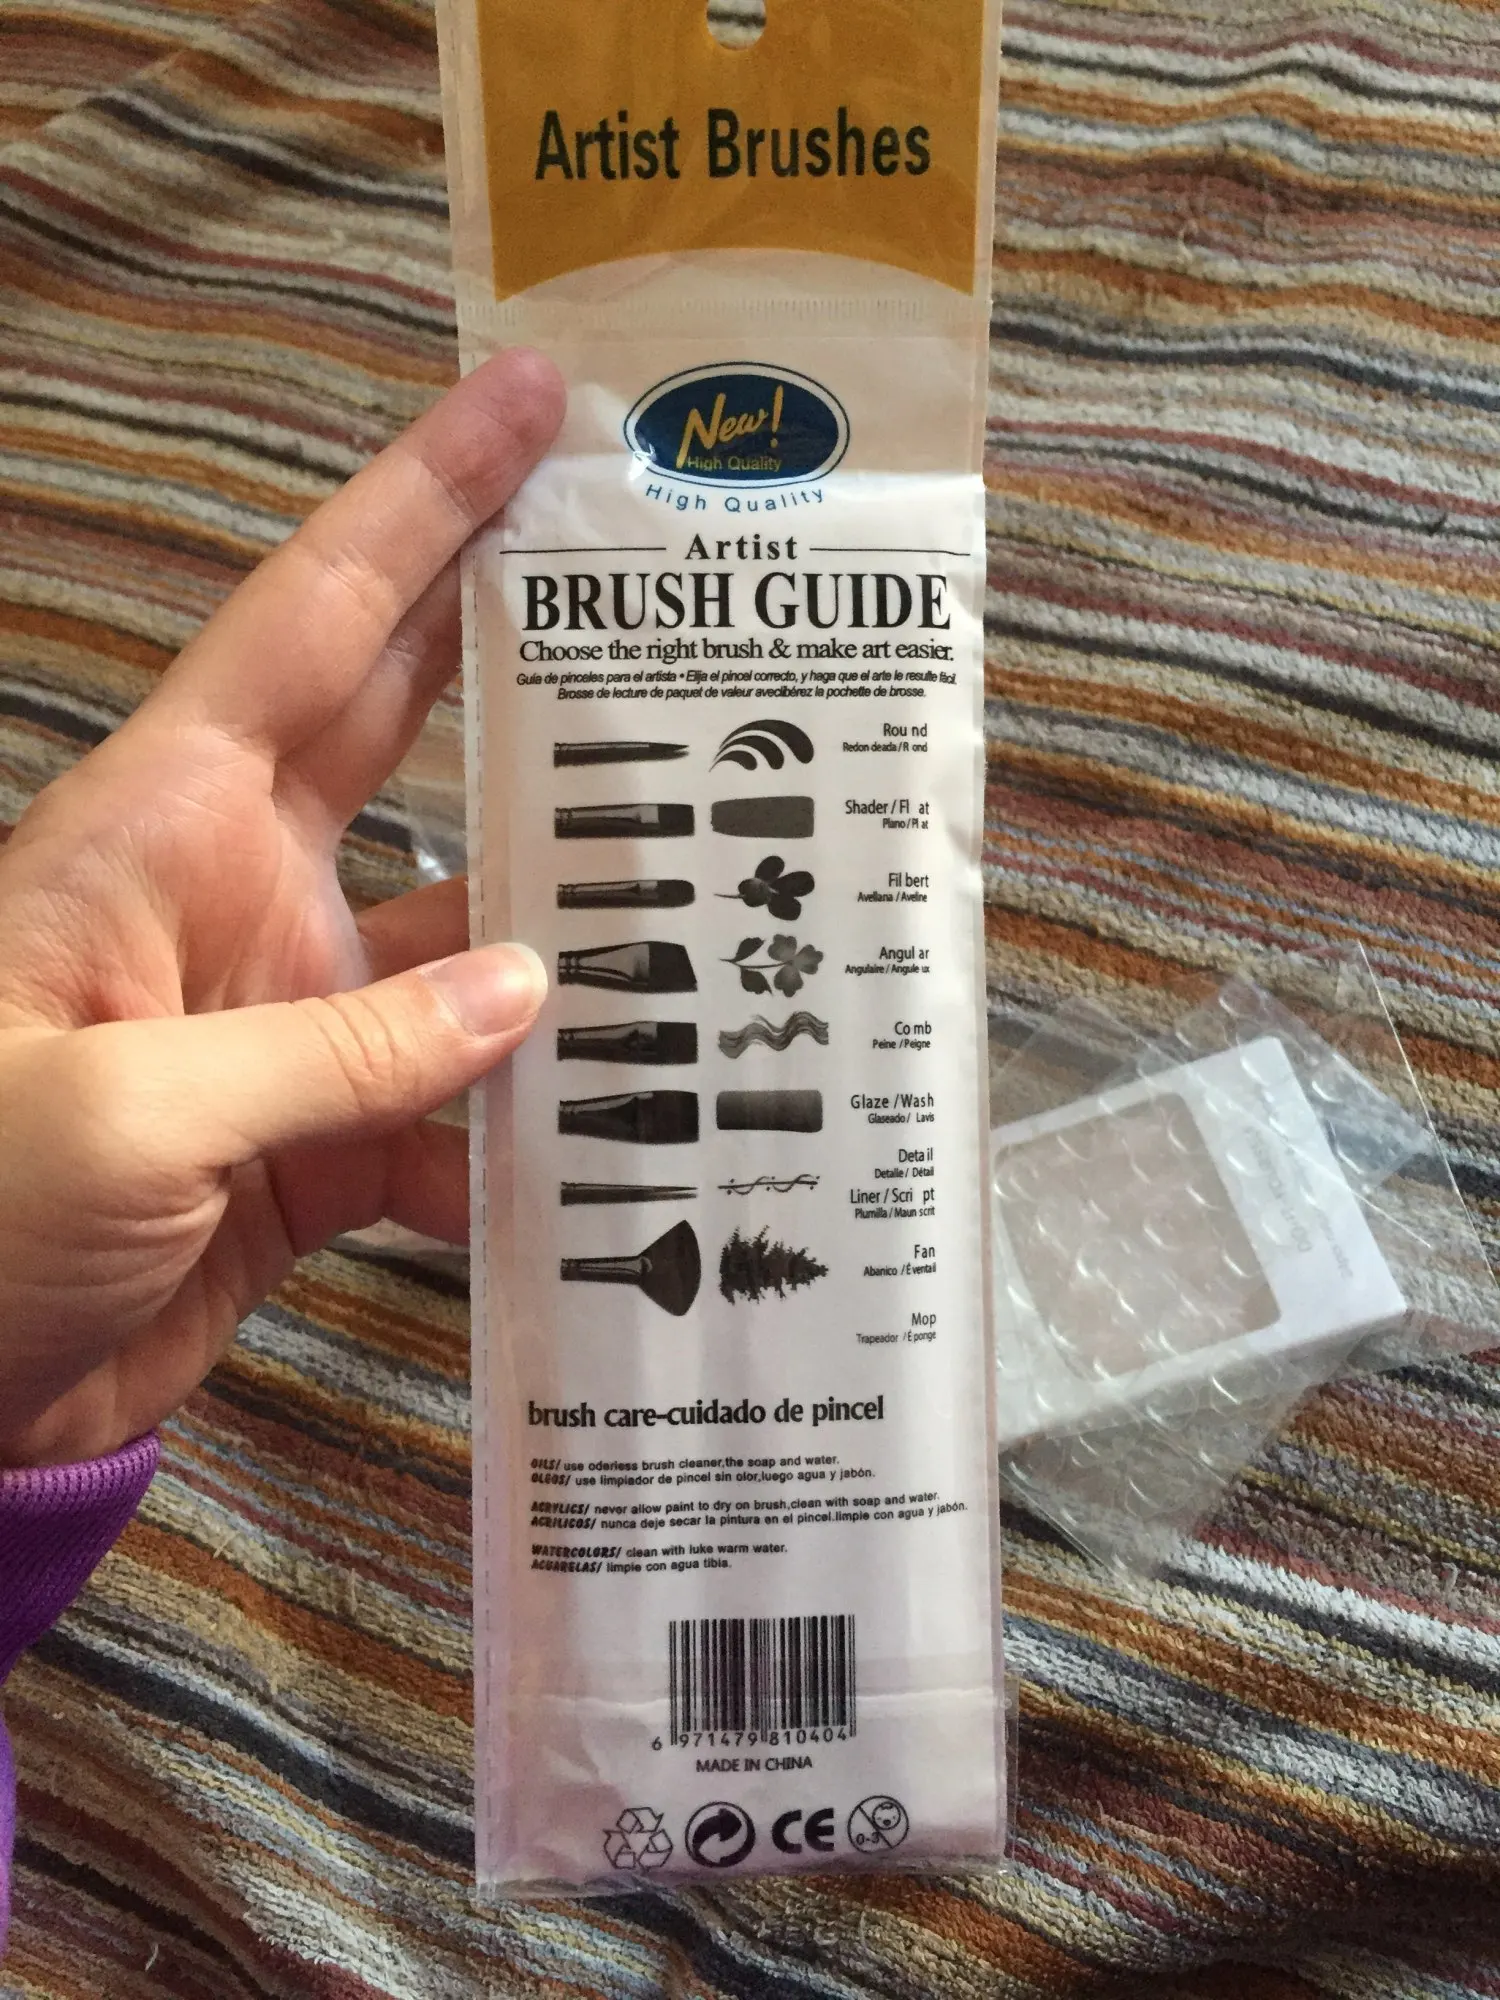 Artist Brushes
New!
High Quality
High Quality
Artist
BRUSH GUIDE
Choose the right brush & make art easier.
Guia de pinceles para el artista • Elija el pincel correcto, y haga que el arte le resulte fácil.
Brosse de lecture de paquet de valeur aveclibérez la pochette de brosse.
Rou nd
Redon deada / R ond
Shader / Fl at
Plano / Pl at
Fil bert
Avellana / Aveline
Angul ar
Angulaire / Angule ux
Co mb
Peine / Peigne
Glaze / Wash
Glaseado / Lavis
Deta il
Detalle / Détail
Liner / Scri pt
Plumilla / Maun scrit
Fan
Abanico / Éventail
Mop
Trapeador / Éponge
brush care-cuidado de pincel
OILS/ use oderless brush cleaner,the soap and water.
OLEOS/ use limpiador de pincel sin olor,luego agua y jabón.
ACRYLICS/ never allow paint to dry on brush,clean with soap and water.
ACRILICOS/ nunca deje secar la pintura en el pincel.limpie con agua y jabón.
WATERCOLORS/ clean with luke warm water.
ACUARELAS/ limpie con agua tibia.
6 971479 810404
MADE IN CHINA
CE
0-3